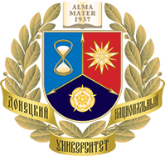 ALMA
MATER
1937
ДОНЕЦКИЙ
НАЦИОНАЛЬНЫЙ
УНИВЕРСИТЕТ